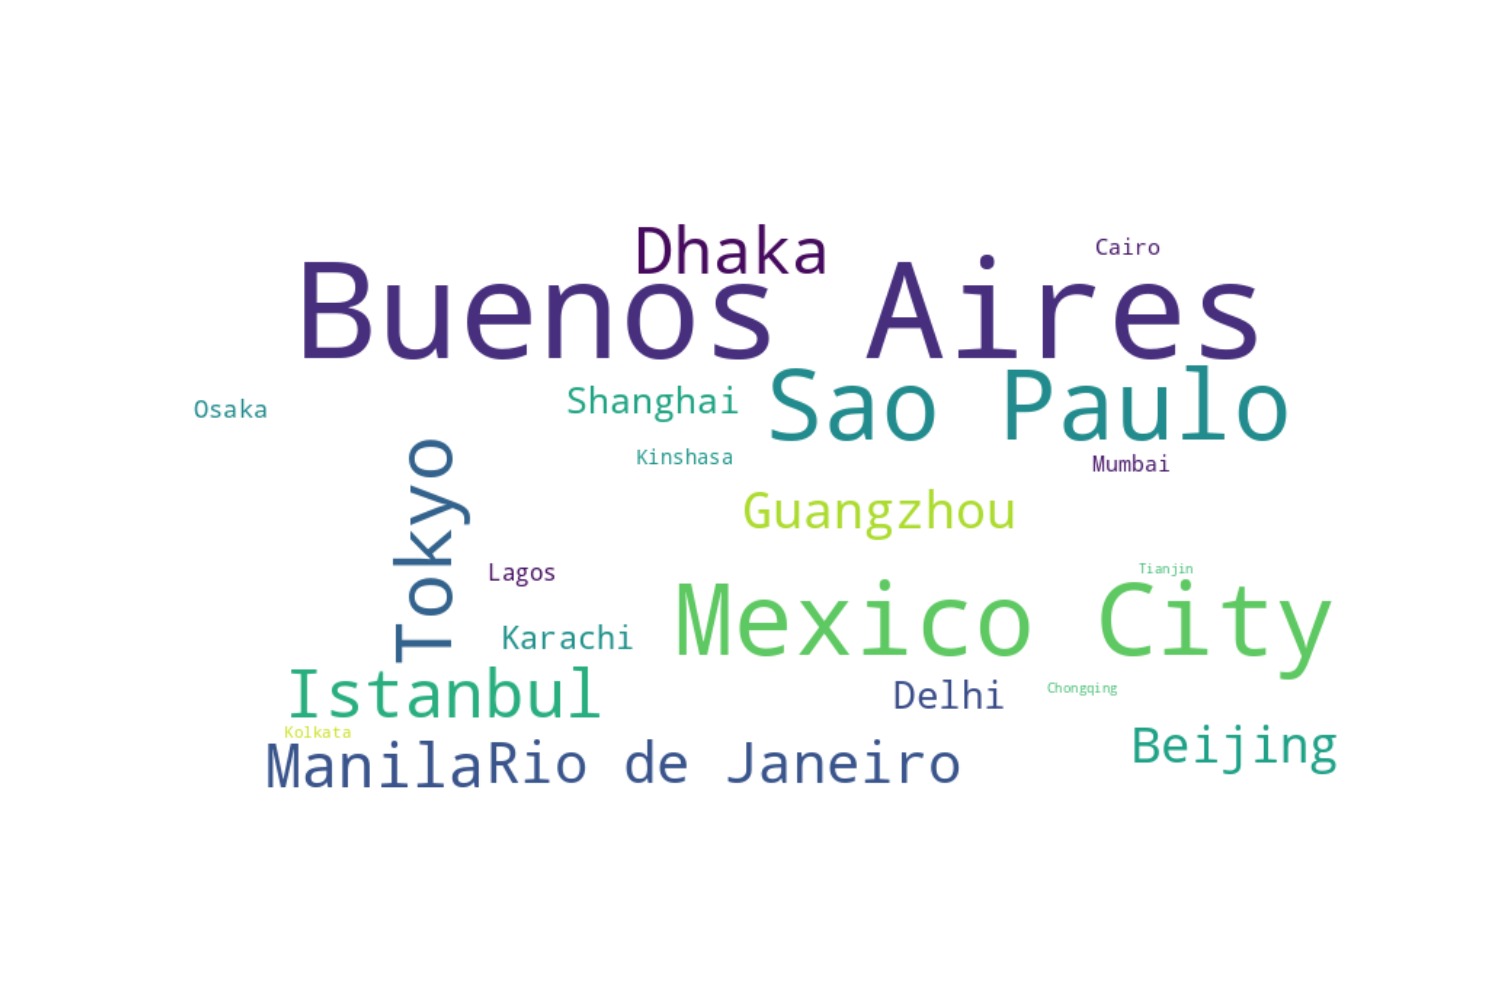 Dhaka
Cairo
Buenos Aires
Osaka
Shanghai
Sao Paulo
Kinshasa
Mumbai
Tokyo
Guangzhou
Lagos
Tianjin
Karachi
Mexico City
Istanbul
Delhi
Chongqing
Kolkata
Manila
Rio de Janeiro
Beijing